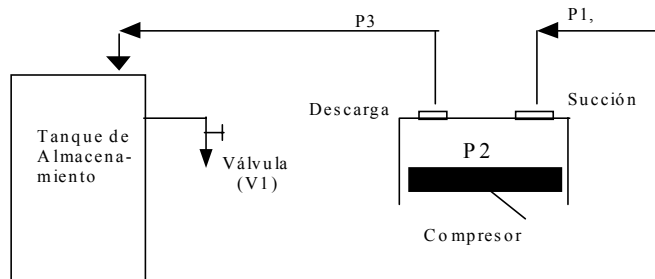 P3
P1,
Descarga
Succión
Tanque de
Almacena-
miento
Válvula
(V1)
P2
Compresor